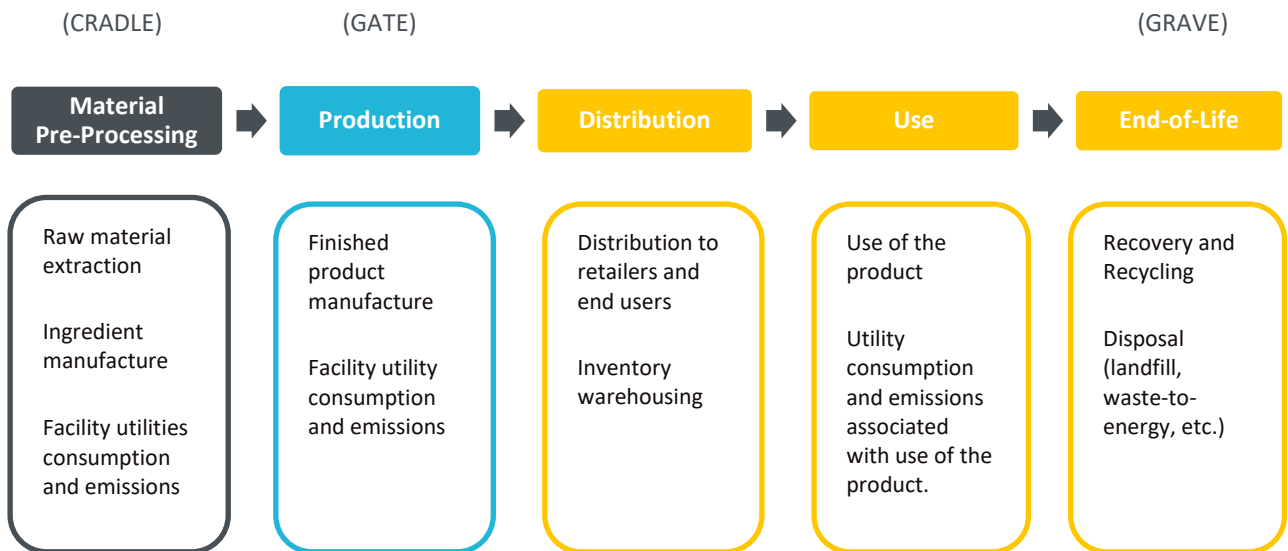 (CRADLE)
(GATE)
(GRAVE)
Material
Pre-Processing
Production
Distribution
Use
End-of-Life
Raw material
extraction
Ingredient
manufacture
Facility utilities
consumption
and emissions
Finished
product
manufacture
Facility utility
consumption
and emissions
Distribution to
retailers and
end users
Inventory
warehousing
Use of the
product
Utility
consumption
and emissions
associated
with use of the
product.
Recovery and
Recycling
Disposal
(landfill,
waste-to-
energy, etc.)